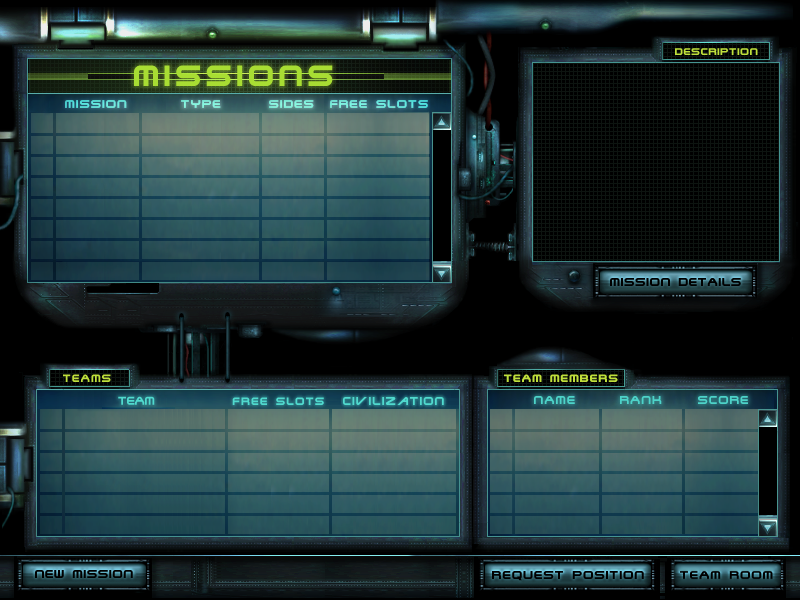 MISSIONS
MISSION TYPE SIDES FREE SLOTS
DESCRIPTION
MISSION DETAILS
TEAMS
TEAM FREE SLOTS CIVILIZATION
TEAM MEMBERS
NAME RANK SCORE
NEW MISSION
REQUEST POSITION
TEAM ROOM